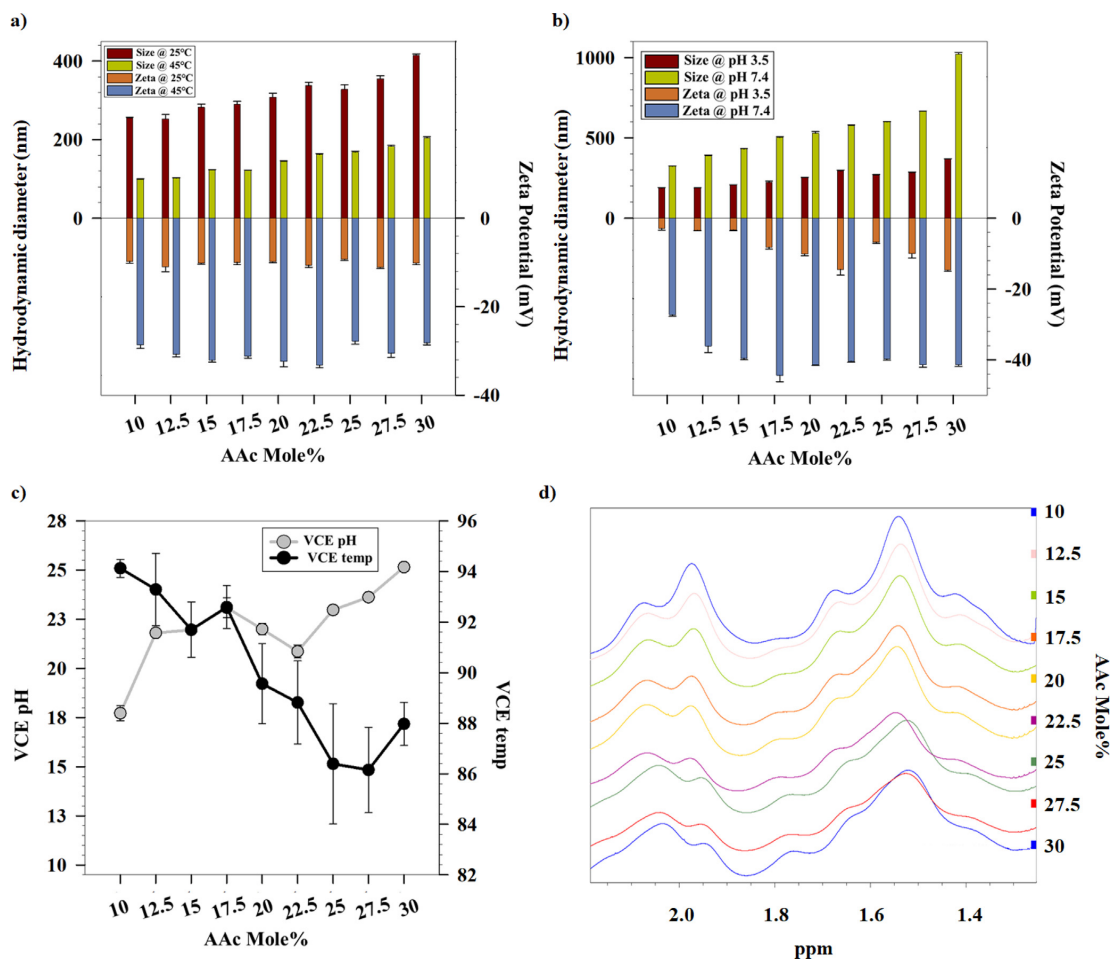 a)
Size @ 25°C
Size @ 45°C
Zeta @ 25°C
Zeta @ 45°C
400
200
0
Hydrodynamic diameter (nm)
0
-20
-40
Zeta Potential (mV)
10 12.5 15 17.5 20 22.5 25 27.5 30
AAc Mole%
b)
Size @ pH 3.5
Size @ pH 7.4
Zeta @ pH 3.5
Zeta @ pH 7.4
1000
500
0
Hydrodynamic diameter (nm)
0
-20
-40
Zeta Potential (mV)
10 12.5 15 17.5 20 22.5 25 27.5 30
AAc Mole%
c)
VCE pH
VCE temp
28
25
23
20
18
15
13
10
VCE pH
96
94
92
90
88
86
84
82
VCE temp
10 12.5 15 17.5 20 22.5 25 27.5 30
AAc Mole%
d)
10
12.5
15
17.5
20
22.5
25
27.5
30
AAc Mole%
2.0 1.8 1.6 1.4
ppm